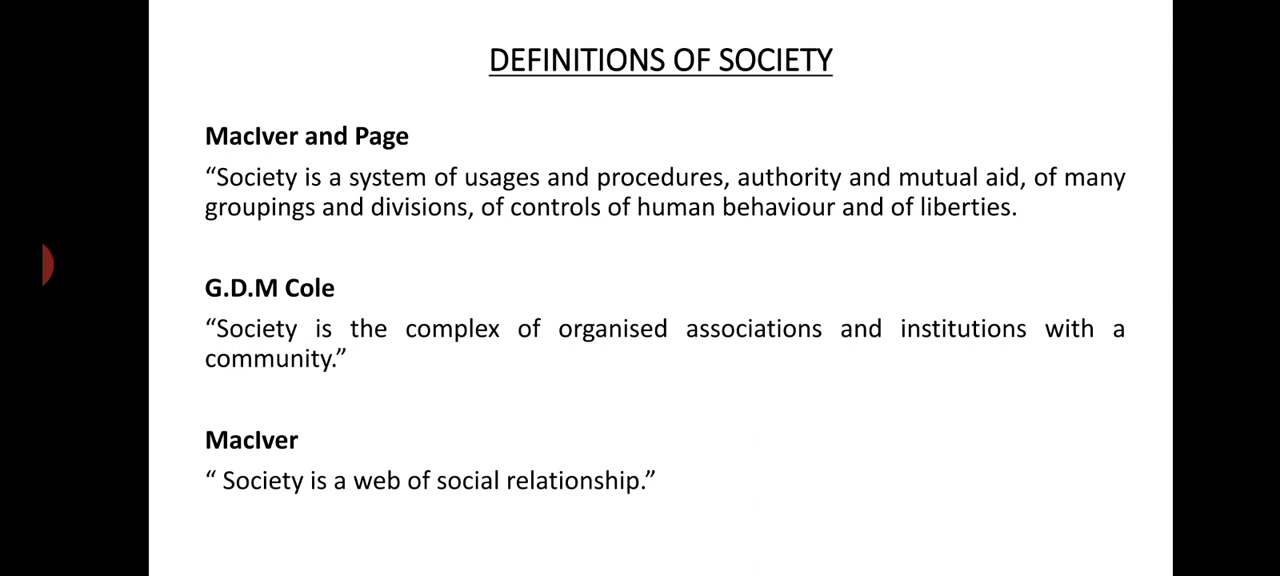 DEFINITIONS OF SOCIETY
MacIver and Page
“Society is a system of usages and procedures, authority and mutual aid, of many
groupings and divisions, of controls of human behaviour and of liberties.
G.D.M Cole
“Society is the complex of organised associations and institutions with a
community.”
MacIver
“ Society is a web of social relationship.”